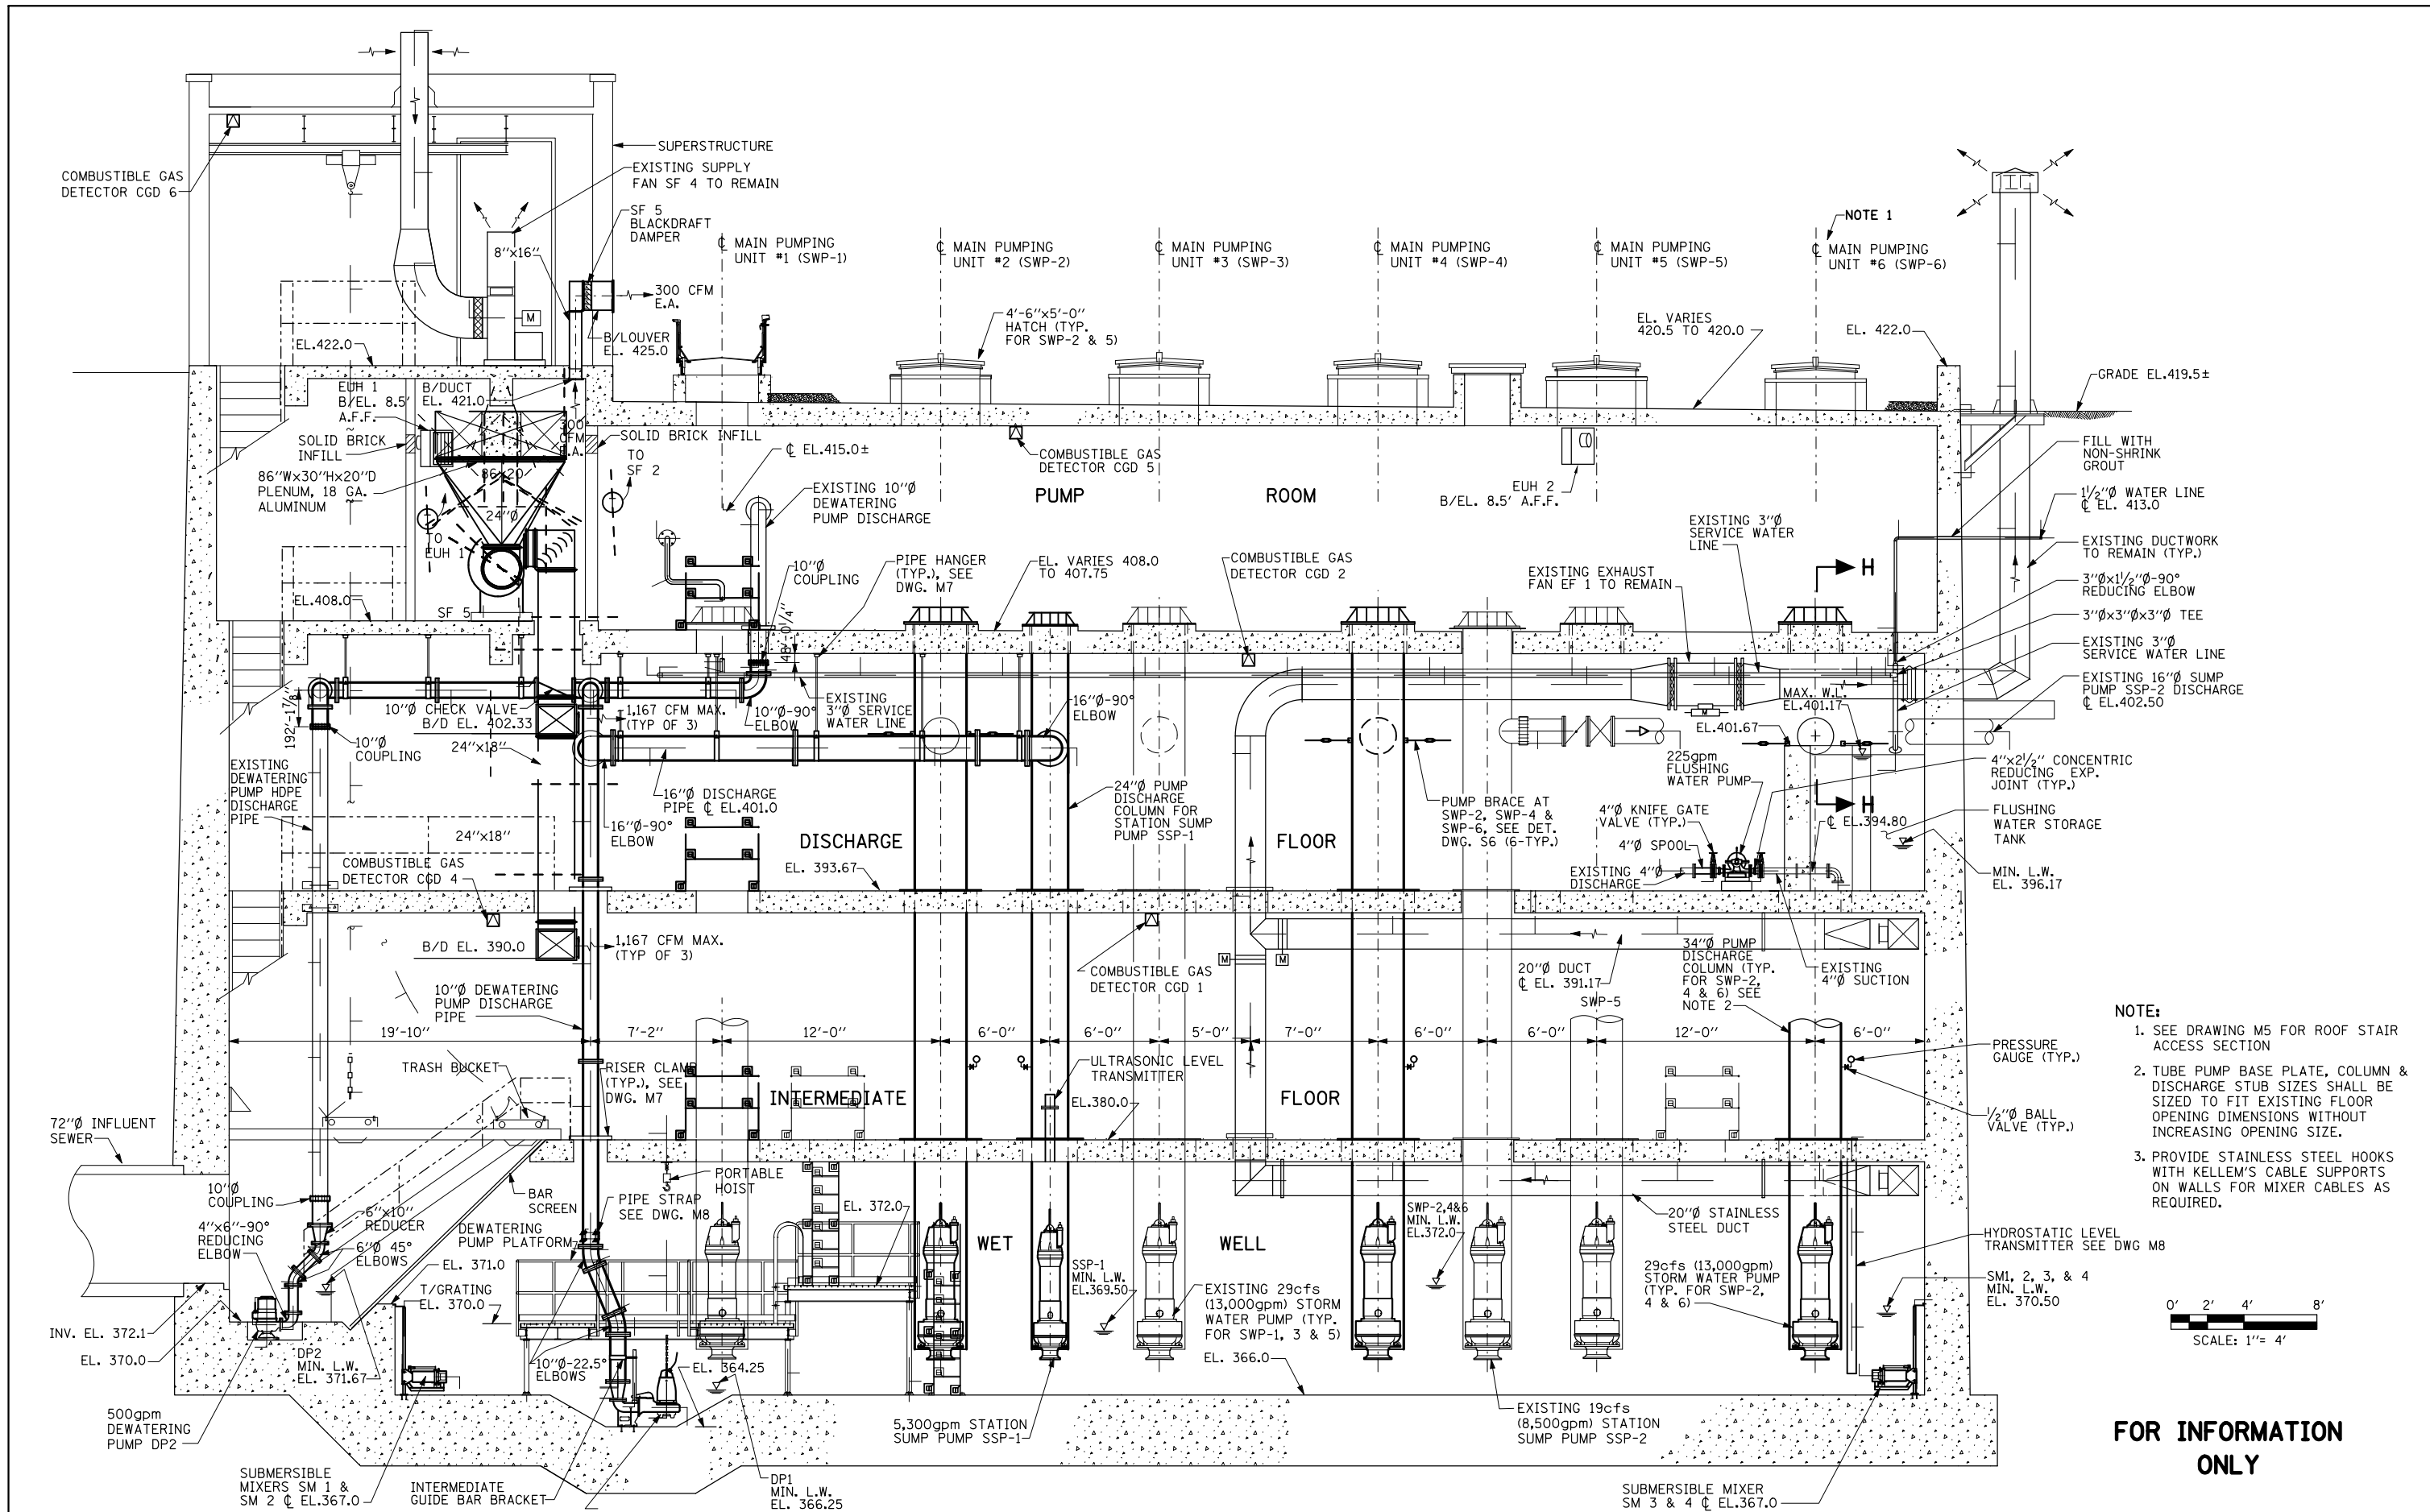 COMBUSTIBLE GAS
DETECTOR CGD 6
SUPERSTRUCTURE
EXISTING SUPPLY
FAN SF 4 TO REMAIN
SF 5
BLACKDRAFT
DAMPER
8"x16"
M
300 CFM
E.A.
B/LOUVER
EL. 425.0
℄ MAIN PUMPING
UNIT #1 (SWP-1)
℄ MAIN PUMPING
UNIT #2 (SWP-2)
℄ MAIN PUMPING
UNIT #3 (SWP-3)
℄ MAIN PUMPING
UNIT #4 (SWP-4)
℄ MAIN PUMPING
UNIT #5 (SWP-5)
NOTE 1
℄ MAIN PUMPING
UNIT #6 (SWP-6)
4'-6"x5'-0"
HATCH (TYP.
FOR SWP-2 & 5)
EL. VARIES
420.5 TO 420.0
EL. 422.0
GRADE EL.419.5±
EL.422.0
EUH 1
B/EL. 8.5'
A.F.F.
B/DUCT
EL. 421.0
SOLID BRICK
INFILL
300
CFM
E.A.
SOLID BRICK INFILL
TO
SF 2
86"Wx30"Hx20"D
PLENUM, 18 GA.
ALUMINUM
86x20
24"Ø
TO
EUH 1
SF 5
EL.408.0
℄ EL.415.0±
EXISTING 10"Ø
DEWATERING
PUMP DISCHARGE
COMBUSTIBLE GAS
DETECTOR CGD 5
PUMP ROOM
EUH 2
B/EL. 8.5' A.F.F.
FILL WITH
NON-SHRINK
GROUT
1½"Ø WATER LINE
℄ EL. 413.0
EXISTING DUCTWORK
TO REMAIN (TYP.)
3"Øx1½"Ø-90°
REDUCING ELBOW
3"Øx3"Øx3"Ø TEE
EXISTING 3"Ø
SERVICE WATER LINE
EXISTING 16"Ø SUMP
PUMP SSP-2 DISCHARGE
℄ EL.402.50
EXISTING 3"Ø
SERVICE WATER
LINE
EXISTING EXHAUST
FAN EF 1 TO REMAIN
H
10"Ø
COUPLING
PIPE HANGER
(TYP.), SEE
DWG. M7
EL. VARIES 408.0
TO 407.75
COMBUSTIBLE GAS
DETECTOR CGD 2
48'-0¼"
192'-1⅞"
10"Ø CHECK VALVE
B/D EL. 402.33
1,167 CFM MAX.
(TYP OF 3)
10"Ø-90°
ELBOW
EXISTING
3"Ø SERVICE
WATER LINE
16"Ø-90°
ELBOW
MAX. W.L.
EL.401.17
EL.401.67
M
10"Ø
COUPLING
24"x18"
EXISTING
DEWATERING
PUMP HDPE
DISCHARGE
PIPE
16"Ø DISCHARGE
PIPE ℄ EL.401.0
16"Ø-90°
ELBOW
24"Ø PUMP
DISCHARGE
COLUMN FOR
STATION SUMP
PUMP SSP-1
PUMP BRACE AT
SWP-2, SWP-4 &
SWP-6, SEE DET.
DWG. S6 (6-TYP.)
225gpm
FLUSHING
WATER PUMP
4"x2½" CONCENTRIC
REDUCING EXP.
JOINT (TYP.)
H
4"Ø KNIFE GATE
VALVE (TYP.)
4"Ø SPOOL
℄ EL.394.80
FLUSHING
WATER STORAGE
TANK
EXISTING 4"Ø
DISCHARGE
MIN. L.W.
EL. 396.17
24"x18"
DISCHARGE FLOOR
EL. 393.67
COMBUSTIBLE GAS
DETECTOR CGD 4
B/D EL. 390.0
1,167 CFM MAX.
(TYP OF 3)
COMBUSTIBLE GAS
DETECTOR CGD 1
M
M
20"Ø DUCT
℄ EL. 391.17
SWP-5
34"Ø PUMP
DISCHARGE
COLUMN (TYP.
FOR SWP-2,
4 & 6) SEE
NOTE 2
EXISTING
4"Ø SUCTION
10"Ø DEWATERING
PUMP DISCHARGE
PIPE
19'-10"
7'-2"
12'-0"
6'-0"
6'-0"
5'-0"
7'-0"
6'-0"
6'-0"
12'-0"
6'-0"
TRASH BUCKET
RISER CLAMP
(TYP.), SEE
DWG. M7
ULTRASONIC LEVEL
TRANSMITTER
INTERMEDIATE FLOOR
EL.380.0
PRESSURE
GAUGE (TYP.)
½"Ø BALL
VALVE (TYP.)
72"Ø INFLUENT
SEWER
10"Ø
COUPLING
4"x6"-90°
REDUCING
ELBOW
6"x10"
REDUCER
6"Ø 45°
ELBOWS
BAR
SCREEN
DEWATERING
PUMP PLATFORM
PIPE STRAP
SEE DWG. M8
PORTABLE
HOIST
EL. 372.0
EL. 371.0
T/GRATING
EL. 370.0
WET WELL
SSP-1
MIN. L.W.
EL.369.50
SWP-2,4&6
MIN. L.W.
EL.372.0
20"Ø STAINLESS
STEEL DUCT
HYDROSTATIC LEVEL
TRANSMITTER SEE DWG M8
29cfs (13,000gpm)
STORM WATER PUMP
(TYP. FOR SWP-2,
4 & 6)
SM1, 2, 3, & 4
MIN. L.W.
EL. 370.50
EXISTING 29cfs
(13,000gpm) STORM
WATER PUMP (TYP.
FOR SWP-1, 3 & 5)
EL. 366.0
INV. EL. 372.1
EL. 370.0
DP2
MIN. L.W.
EL. 371.67
10"Ø-22.5°
ELBOWS
EL. 364.25
500gpm
DEWATERING
PUMP DP2
SUBMERSIBLE
MIXERS SM 1 &
SM 2 ℄ EL.367.0
INTERMEDIATE
GUIDE BAR BRACKET
DP1
MIN. L.W.
EL. 366.25
5,300gpm STATION
SUMP PUMP SSP-1
EXISTING 19cfs
(8,500gpm) STATION
SUMP PUMP SSP-2
SUBMERSIBLE MIXER
SM 3 & 4 ℄ EL.367.0
NOTE:
1. SEE DRAWING M5 FOR ROOF STAIR
ACCESS SECTION
2. TUBE PUMP BASE PLATE, COLUMN &
DISCHARGE STUB SIZES SHALL BE
SIZED TO FIT EXISTING FLOOR
OPENING DIMENSIONS WITHOUT
INCREASING OPENING SIZE.
3. PROVIDE STAINLESS STEEL HOOKS
WITH KELLEM'S CABLE SUPPORTS
ON WALLS FOR MIXER CABLES AS
REQUIRED.
0' 2' 4' 8'
SCALE: 1"= 4'
FOR INFORMATION
ONLY